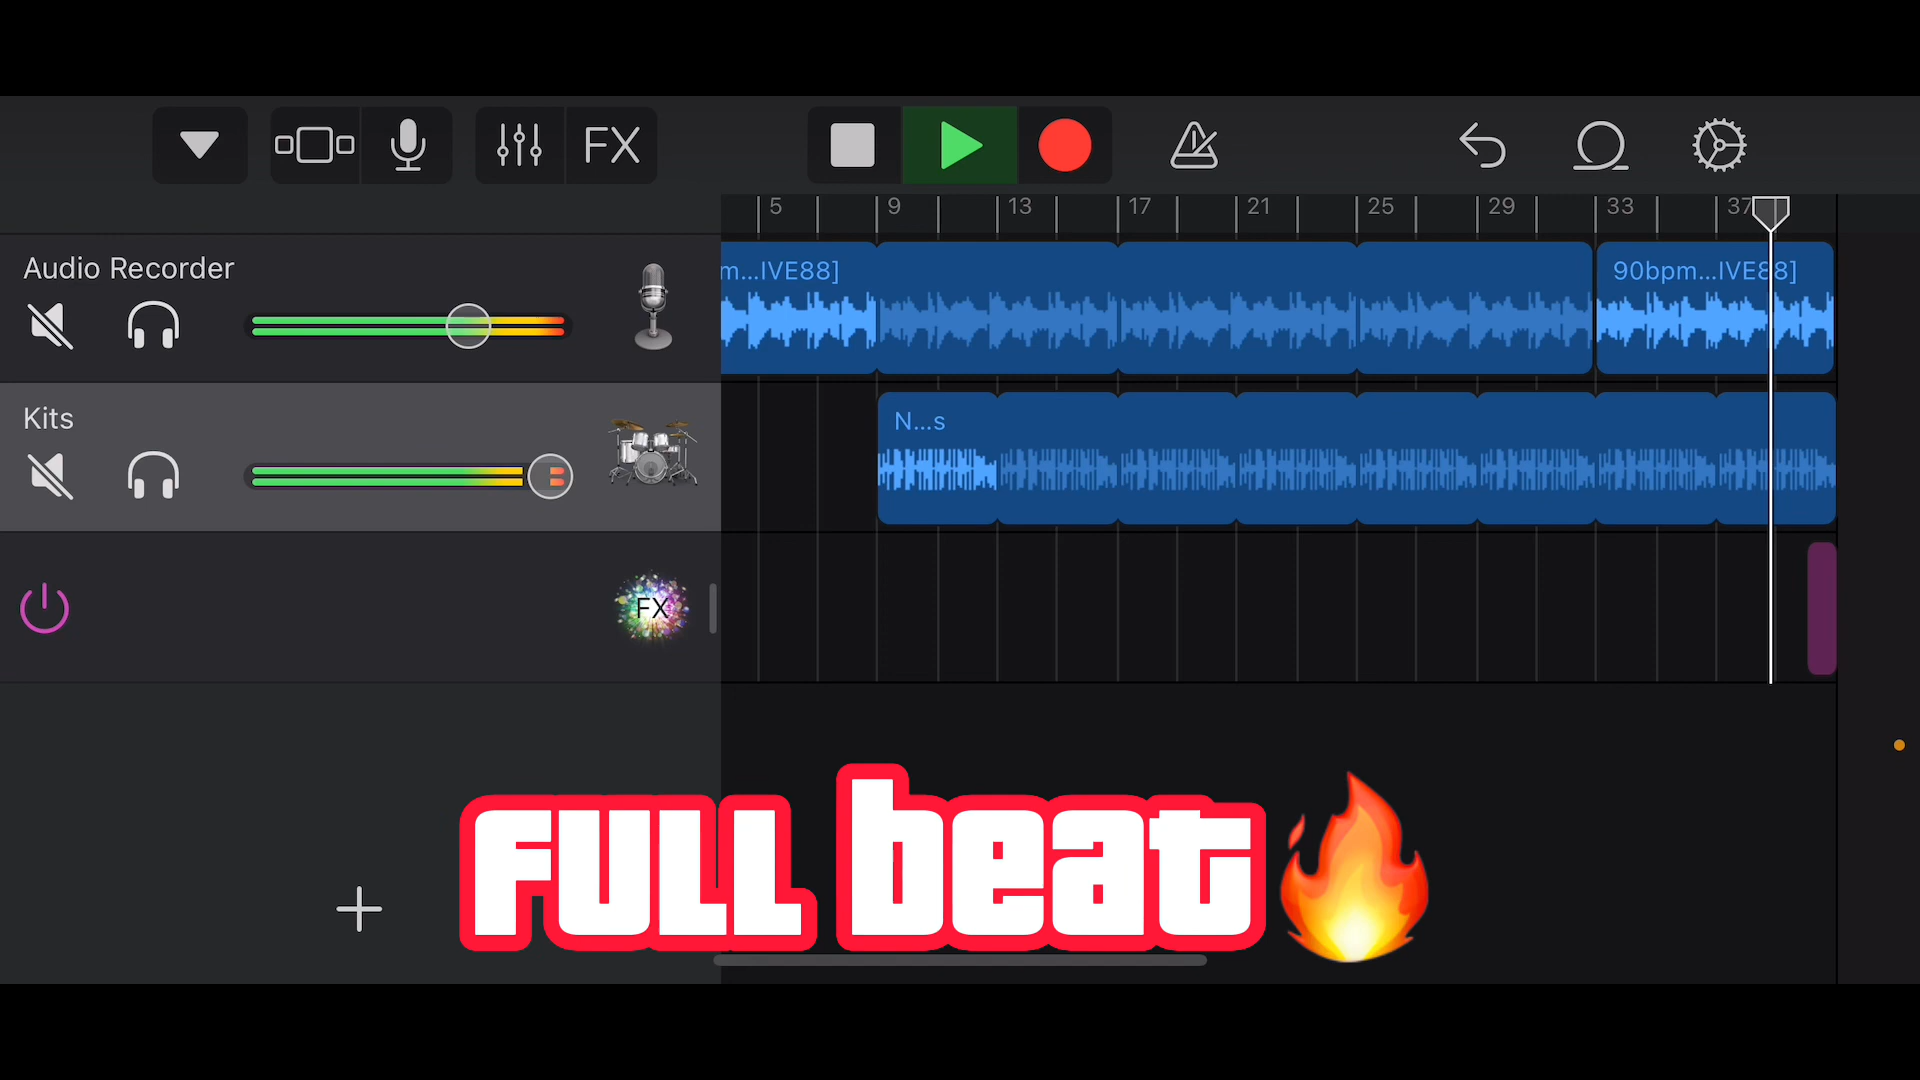 FX
5 9 13 17 21 25 29 33 37
Audio Recorder
m...IVE88]
90bpm...IVE88]
Kits
N...s
FX
FULL beat🔥